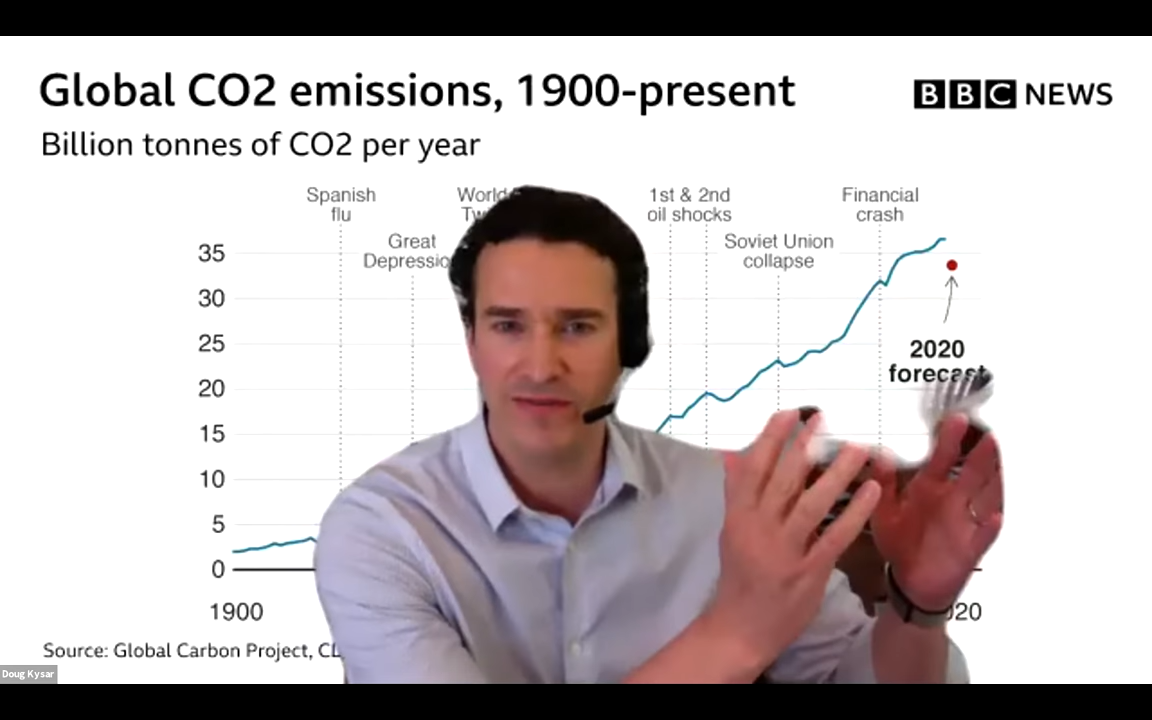 Global CO2 emissions, 1900-present
BBC NEWS
Billion tonnes of CO2 per year
Spanish
flu
Great
World
1st & 2nd
oil shocks
Soviet Union
collapse
Financial
crash
35
30
25
20
15
10
5
0
2020
forecast
1900
Source: Global Carbon Project,
Doug Kysar